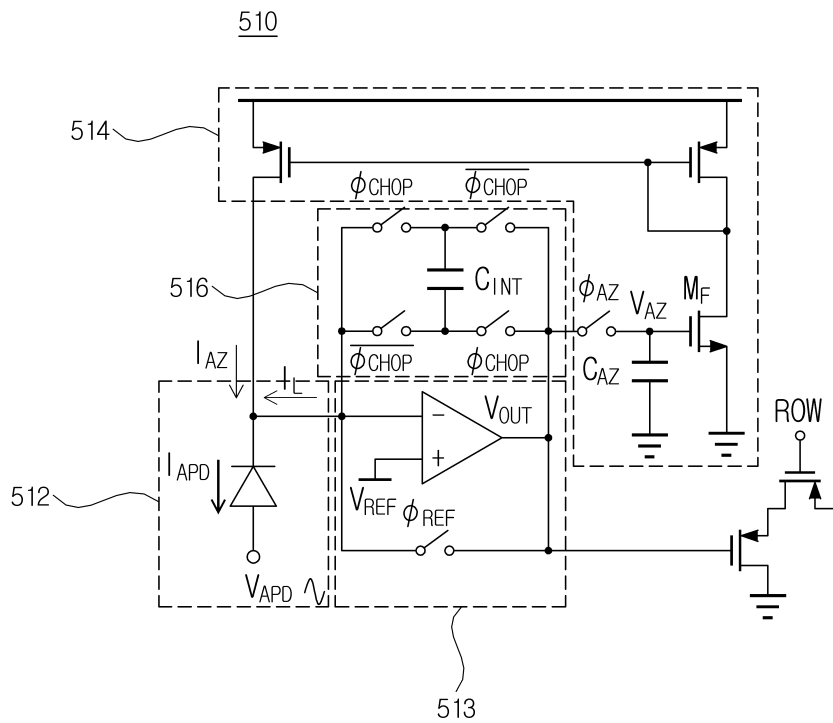 510
514
ϕCHOP
ϕCHOP
516
CINT
ϕAZ
VAZ
MF
ϕCHOP
ϕCHOP
CAZ
IAZ
IL
VOUT
ROW
−
+
IAPD
512
VREF
ϕREF
VAPD
513